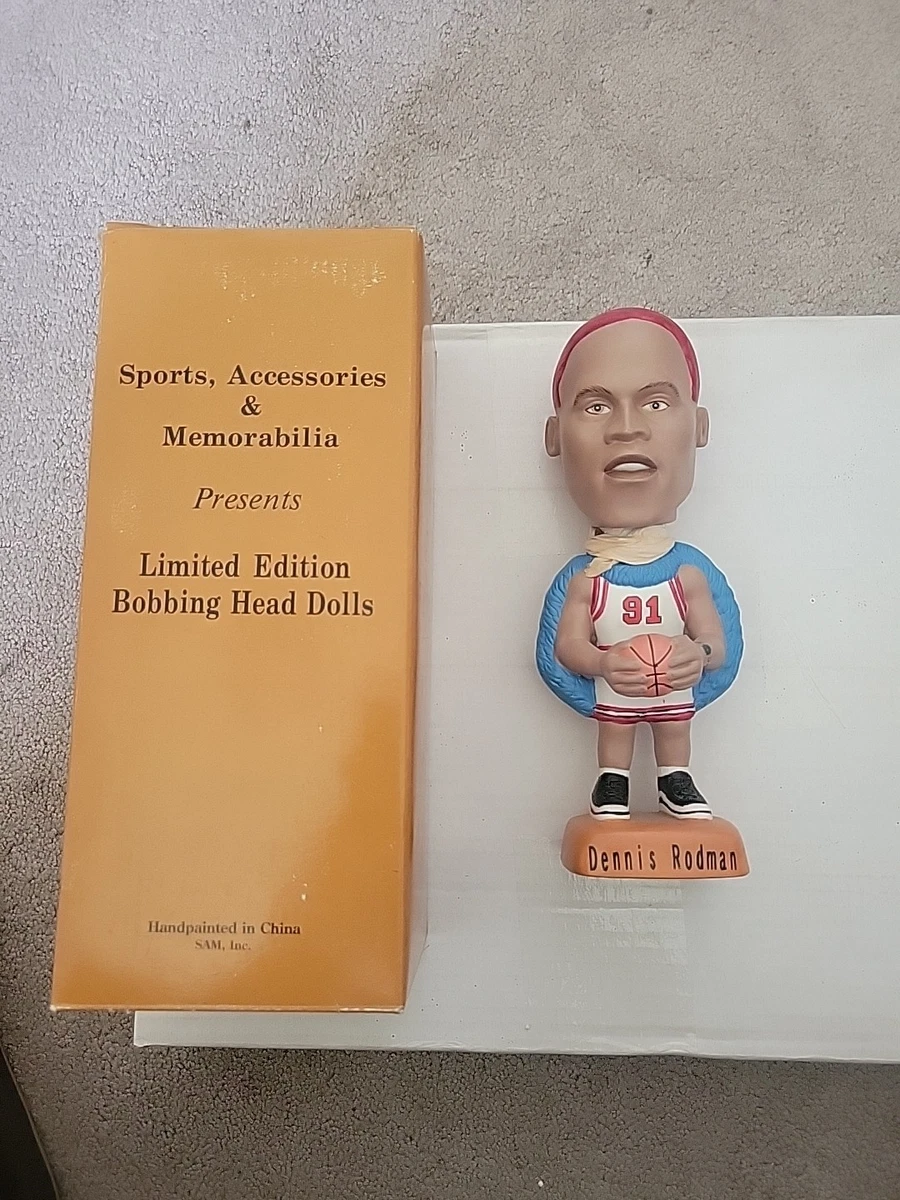 Sports, Accessories
&
Memorabilia
Presents
Limited Edition
Bobbing Head Dolls
Handpainted in China
SAM, Inc.
91
Dennis Rodman